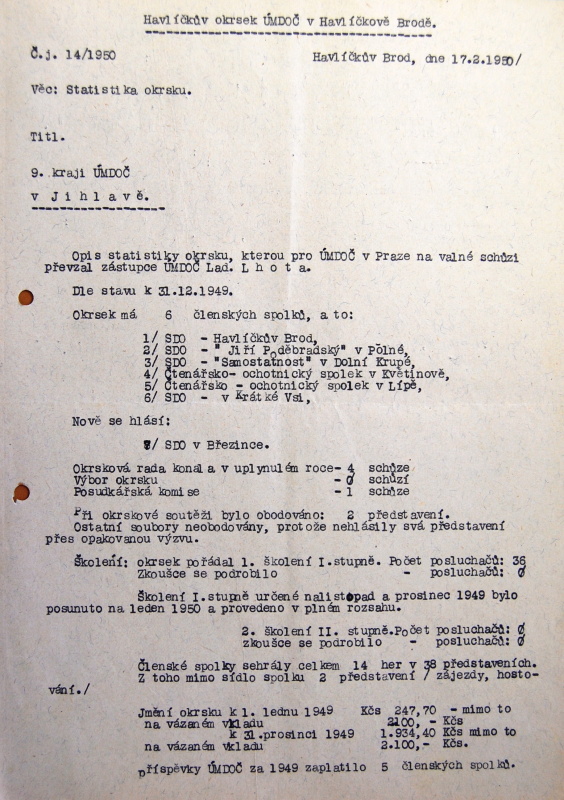 Havlíčkův okrsek ÚMDOČ v Havlíčkově Brodě.
Č.j. 14/1950 Havlíčkův Brod, dne 17.2.1950/
Věc: Statistika okrsku.
Titl.
9. kraji ÚMDOČ
v J i h l a v ě.
Opis statistiky okrsku, kterou pro ÚMDOČ v Praze na valné schůzi
převzal zástupce ÚMDOČ Lad. L h o t a.
Dle stavu k 31.12.1949.
Okrsek má 6 členských spolků, a to:
1/ SDO - Havlíčkův Brod,
2/ SDO - " Jiří Poděbradský" v Polné,
3/ SDO - "Samostatnost" v Dolní Krupé,
4/ Čtenářsko- ochotnický spolek v Květinově,
5/ Čtenářsko - ochotnický spolek v Lípě,
6/ SDO - v Krátké Vsi,
Nově se hlásí:
7/ SDO v Březince.
Okrsková rada konala v uplynulém roce- 4 schůze
Výbor okrsku - 0 schůzí
Posudkářská komise - 1 schůze
Při okrskové soutěži bylo obodováno: 2 představení.
Ostatní soubory neobodovány, protože nehlásily svá představení
přes opakovanou výzvu.
Školení: okrsek pořádal 1. školení I.stupně. Počet posluchačů: 36
Zkoušce se podrobilo - posluchačů: 0
Školení I.stupně určené nalistopad a prosinec 1949 bylo
posunuto na leden 1950 a provedeno v plném rozsahu.
2. školení II. stupně.Počet posluchačů: 0
zkoušce se podrobilo - posluchačů: 0
Členské spolky sehrály celkem 14 her v 38 představeních.
Z toho mimo sídlo spolku 2 představení / zájezdy, hosto-
vání./
Jmění okrsku k 1. lednu 1949 Kčs 247,70 - mimo to
na vázaném vkladu 2100, - Kčs
k 31.prosinci 1949 1.934,40 Kčs mimo to
na vázaném vkladu 2.100,- Kčs.
příspěvky ÚMDOČ za 1949 zaplatilo 5 členských spolků.